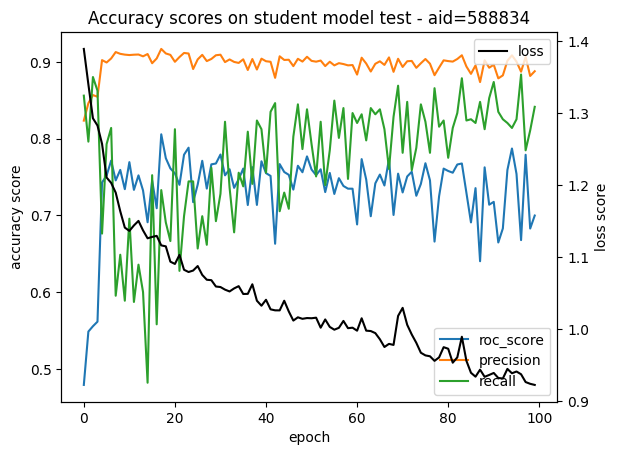 Accuracy scores on student model test - aid=588834
accuracy score
0.9
0.8
0.7
0.6
0.5
loss
1.4
1.3
1.2
1.1
1.0
0.9
loss score
roc_score
precision
recall
0
20
40
60
80
100
epoch